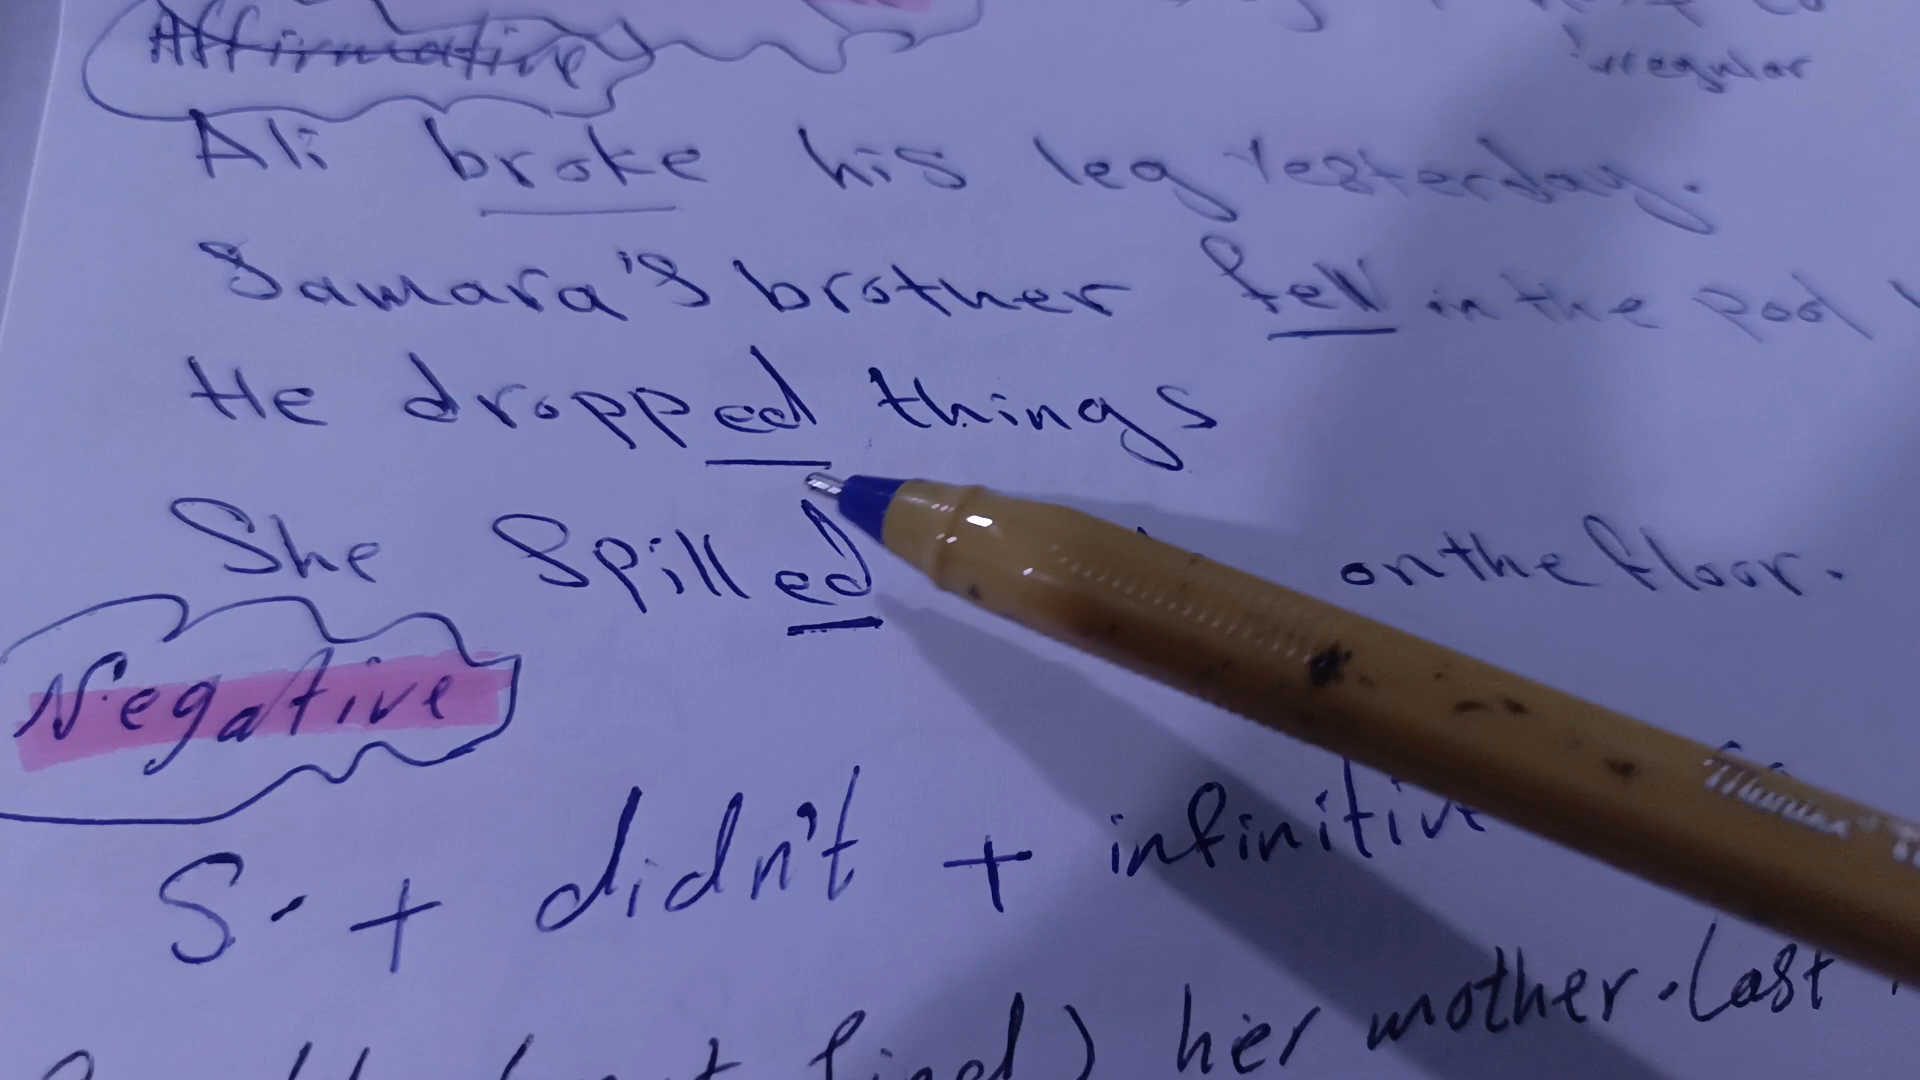 Affirmative
irregular
Ali broke his leg Yesterday.
Samara's brother fell in the pool
He dropped things
She Spilled on the floor.
Negative
S. + didn't + infinitive
find) her mother. last